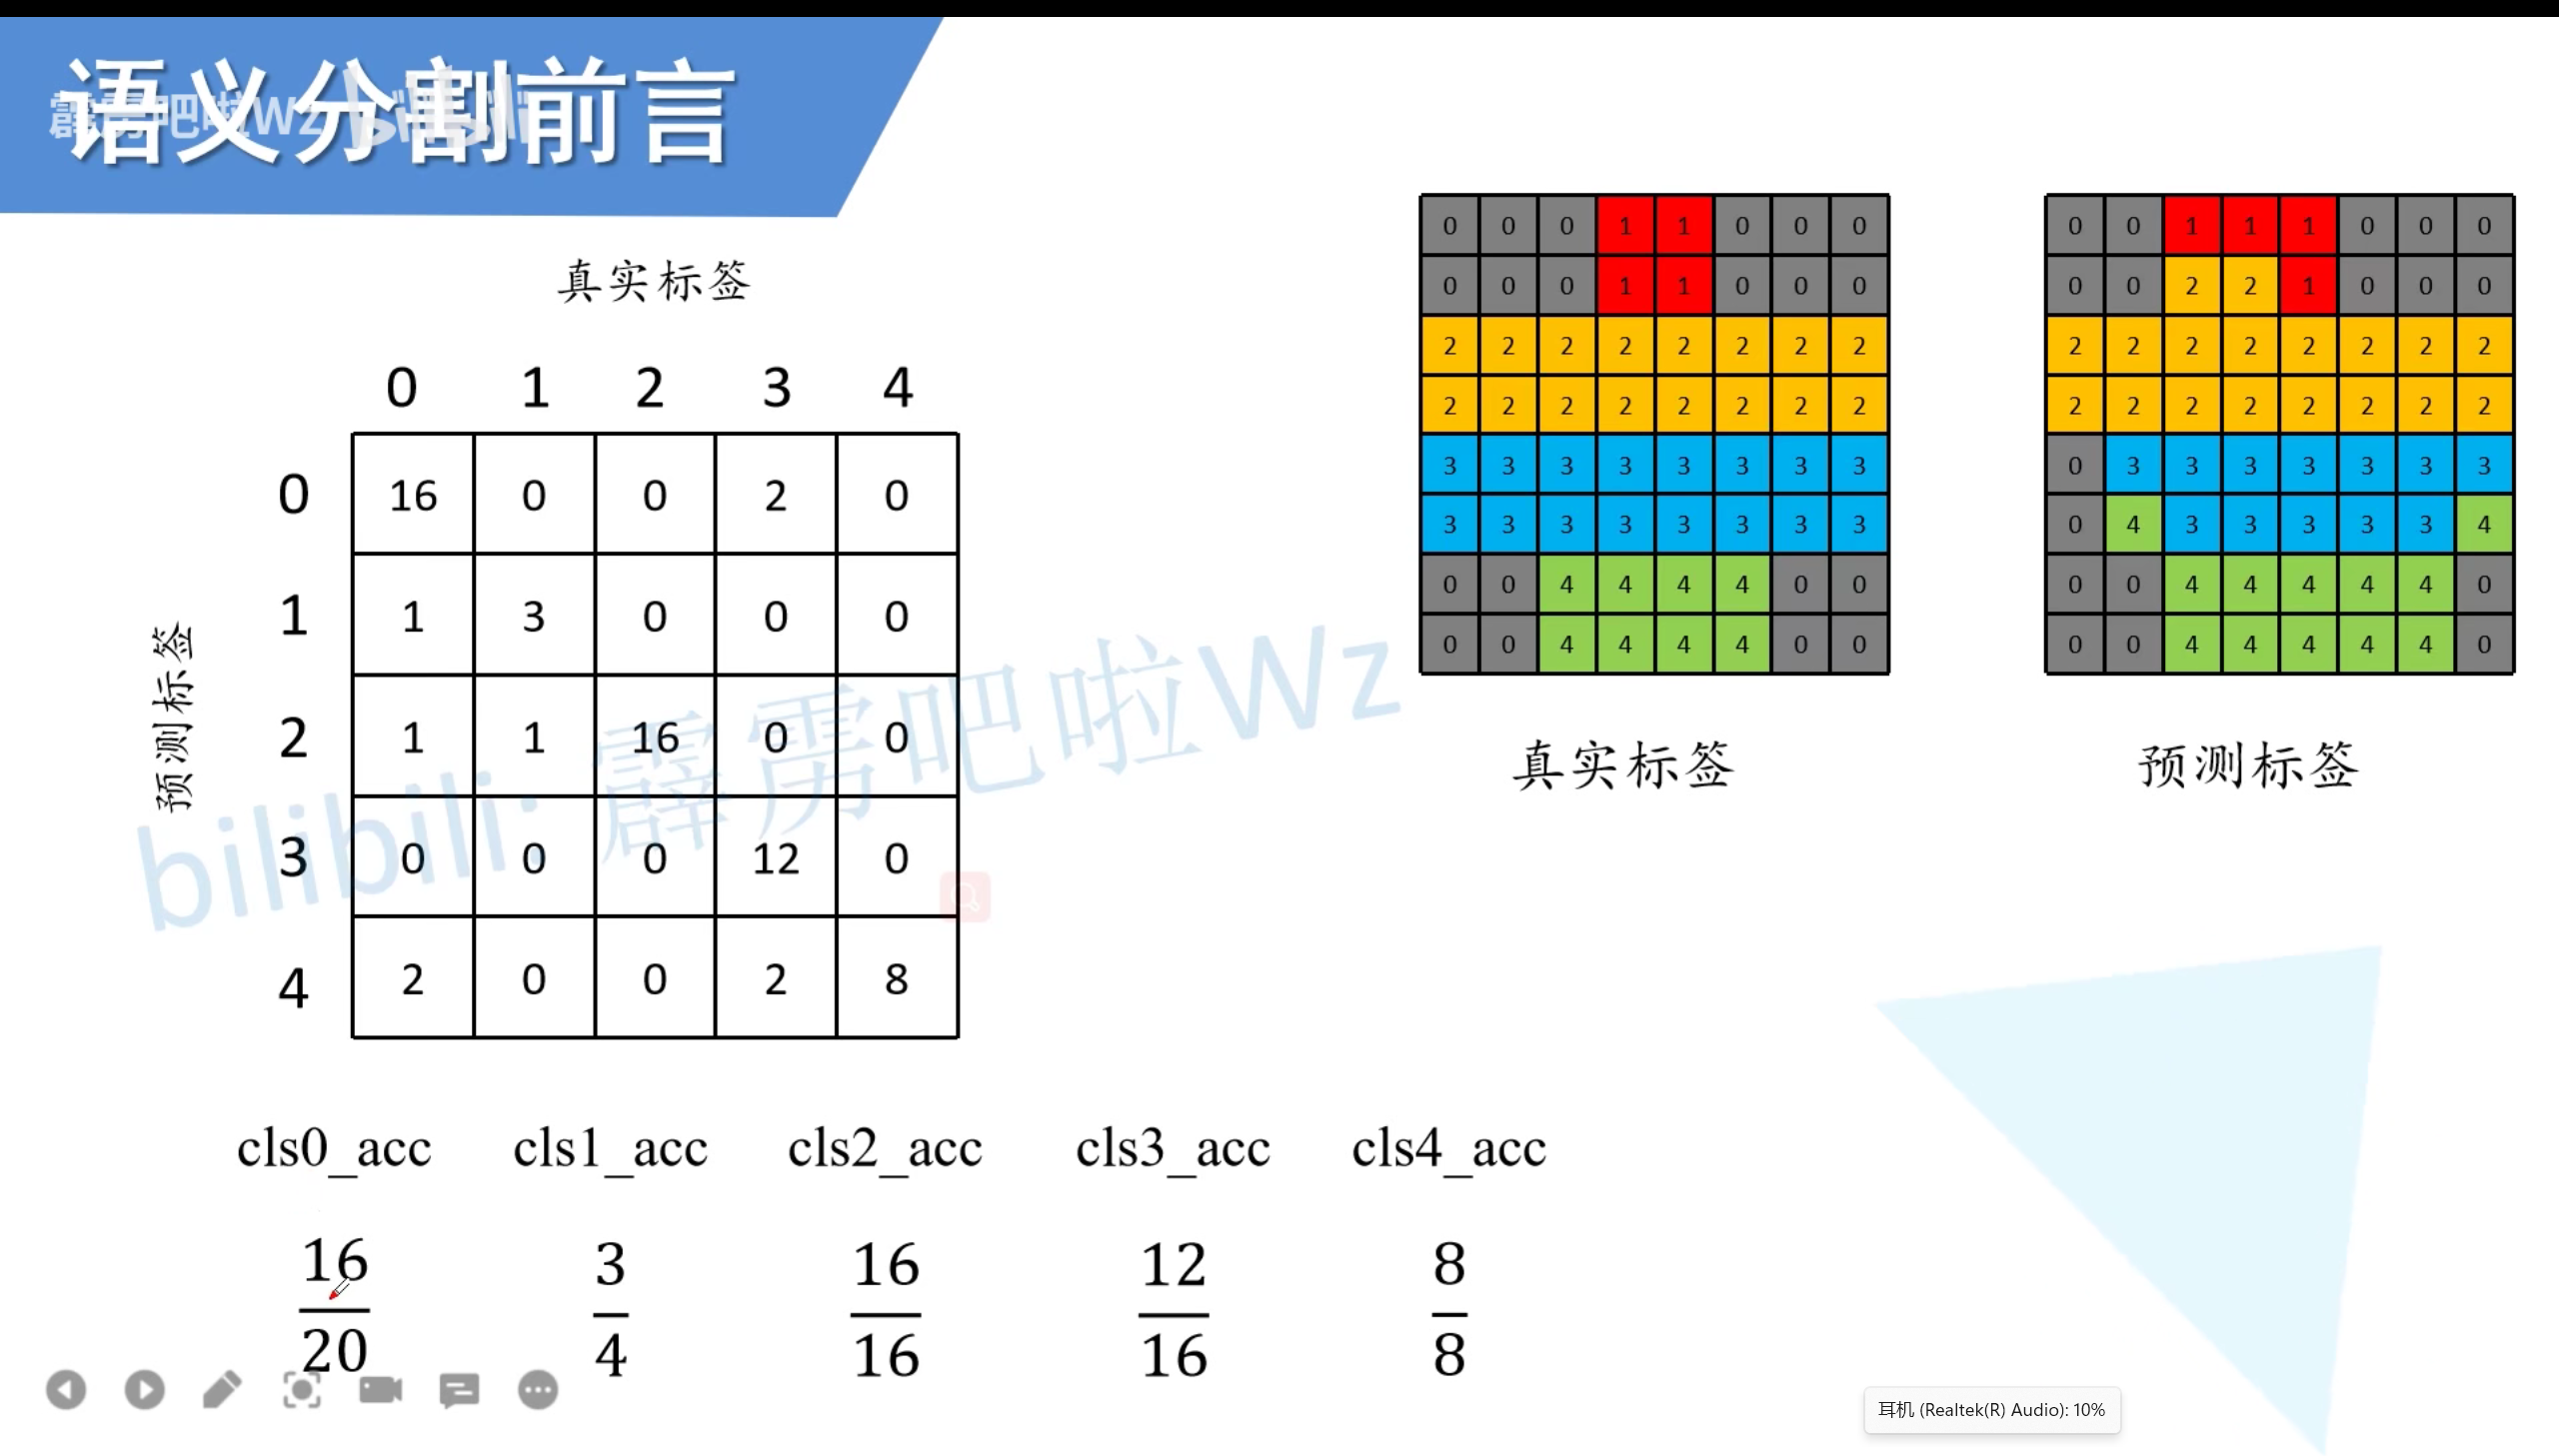 语义分割前言
霹雳吧啦Wz bilibili
真实标签
0 1 2 3 4
预测标签
0 16 0 0 2 0
1 1 3 0 0 0
2 1 1 16 0 0
3 0 0 0 12 0
4 2 0 0 2 8
bilibili: 霹雳吧啦Wz
0 0 0 1 1 0 0 0
0 0 0 1 1 0 0 0
2 2 2 2 2 2 2 2
2 2 2 2 2 2 2 2
3 3 3 3 3 3 3 3
3 3 3 3 3 3 3 3
0 0 4 4 4 4 0 0
0 0 4 4 4 4 0 0
真实标签
0 0 1 1 1 0 0 0
0 0 2 2 1 0 0 0
2 2 2 2 2 2 2 2
2 2 2 2 2 2 2 2
0 3 3 3 3 3 3 3
0 4 3 3 3 3 3 4
0 0 4 4 4 4 4 0
0 0 4 4 4 4 4 0
预测标签
cls0_acc cls1_acc cls2_acc cls3_acc cls4_acc
16 3 16 12 8
20 4 16 16 8
耳机 (Realtek(R) Audio): 10%